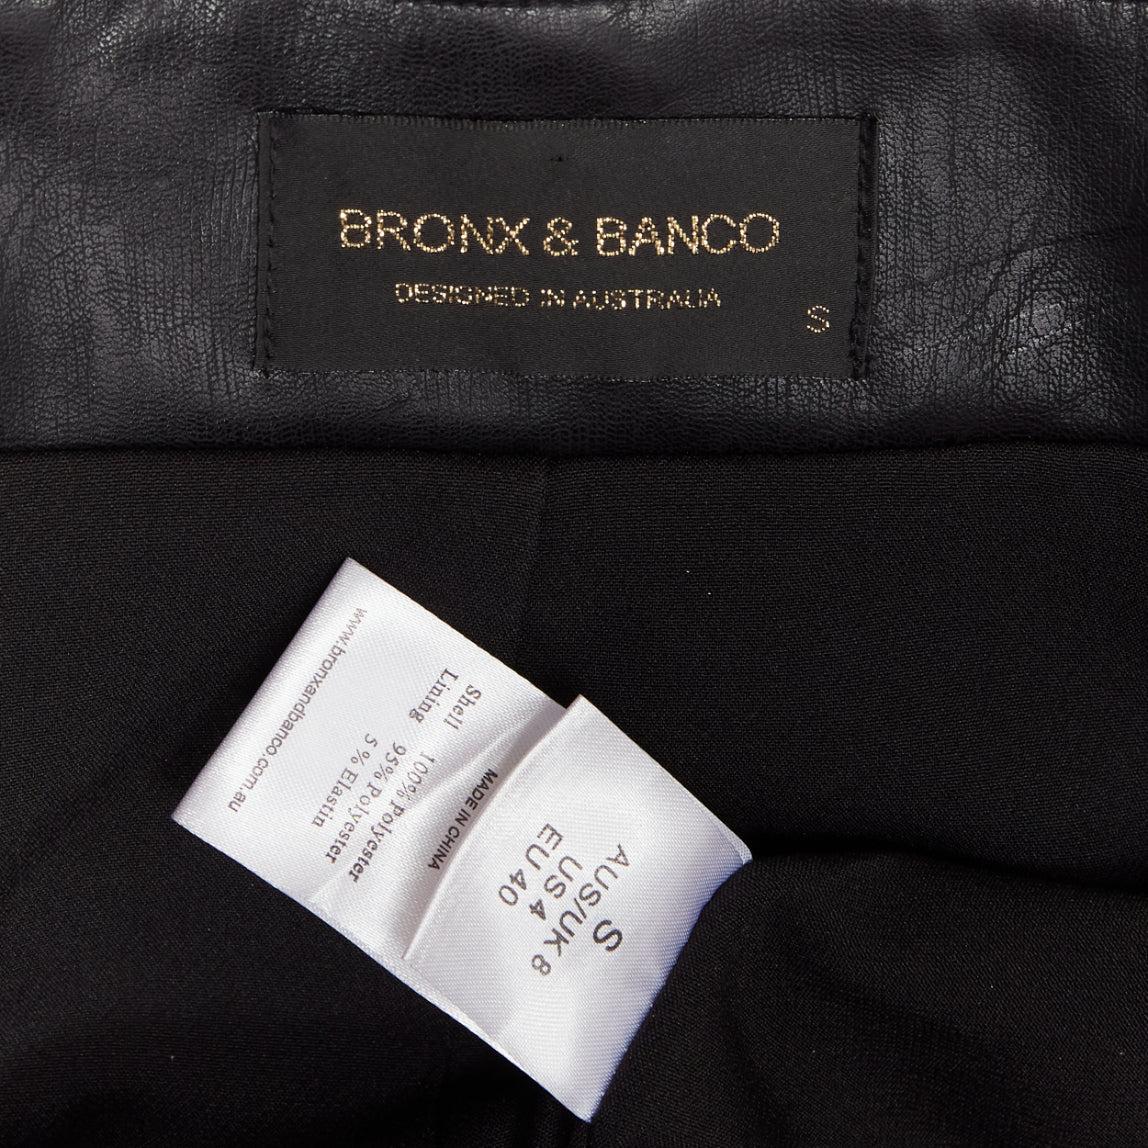 BRONX & BANCO
DESIGNED IN AUSTRALIA
S
www.bronxandbanco.com.au
Shell 100% Polyester
Lining 95% Polyester
5% Elastin
MADE IN CHINA
S
AUS/UK 8
US 4
EU 40